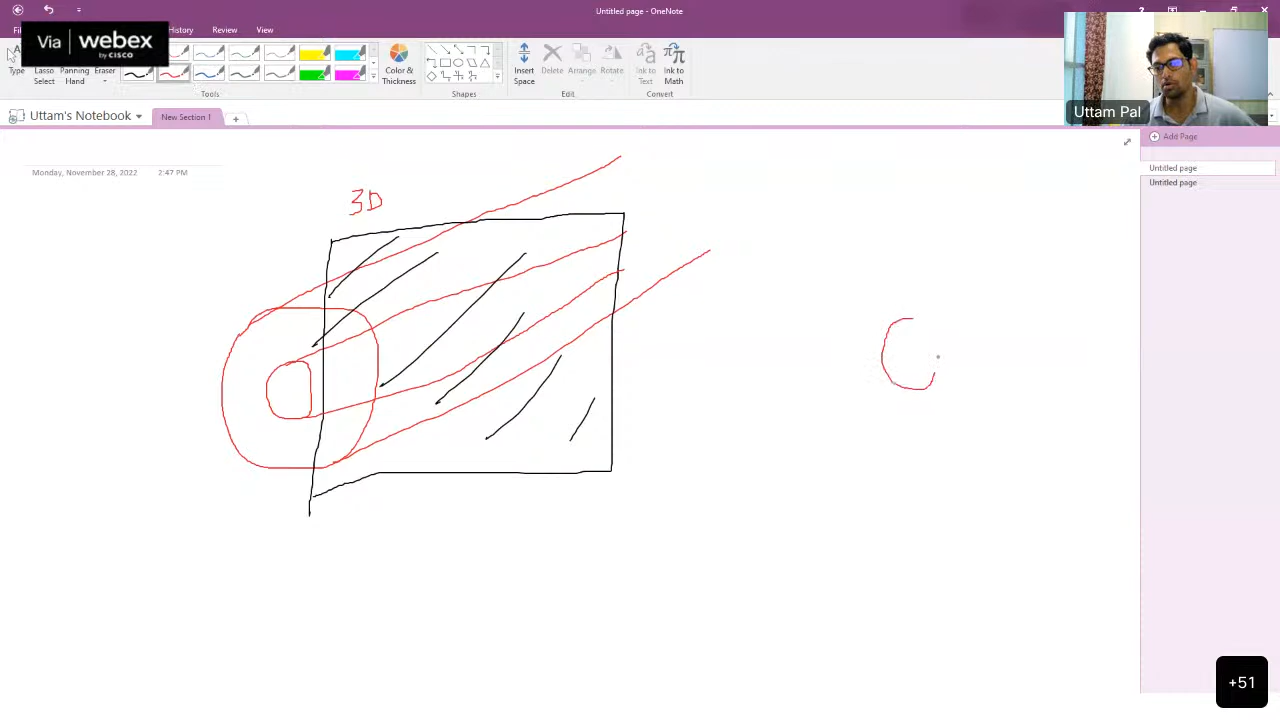 Untitled page - OneNote
Via webex
by CISCO
History Review View
Type
Lasso Select
Panning Hand
Eraser
Color & Thickness
Insert Space
Delete
Arrange
Rotate
Ink to Text
Ink to Math
Tools
Shapes
Edit
Convert
Uttam Pal
Uttam's Notebook
New Section 1
Add Page
Untitled page
Untitled page
Monday, November 28, 2022 2:47 PM
3D
+51